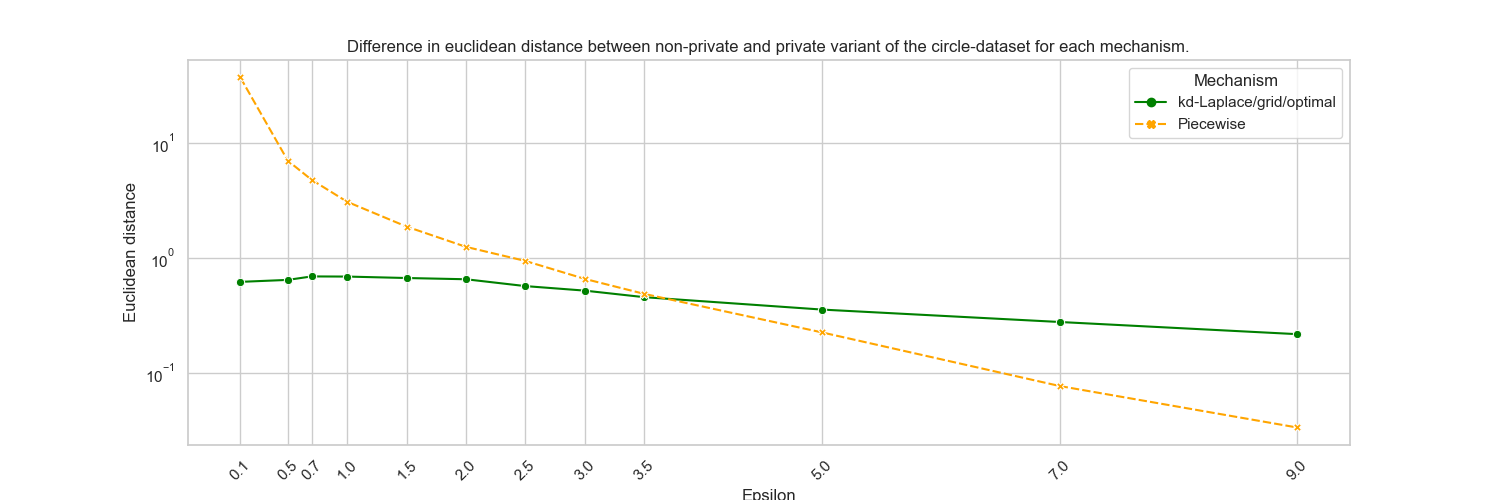 Difference in euclidean distance between non-private and private variant of the circle-dataset for each mechanism.
Mechanism
kd-Laplace/grid/optimal
Piecewise
Euclidean distance
10^1
10^0
10^−1
0.1 0.5 0.7 1.0 1.5 2.0 2.5 3.0 3.5 5.0 7.0 9.0
Epsilon